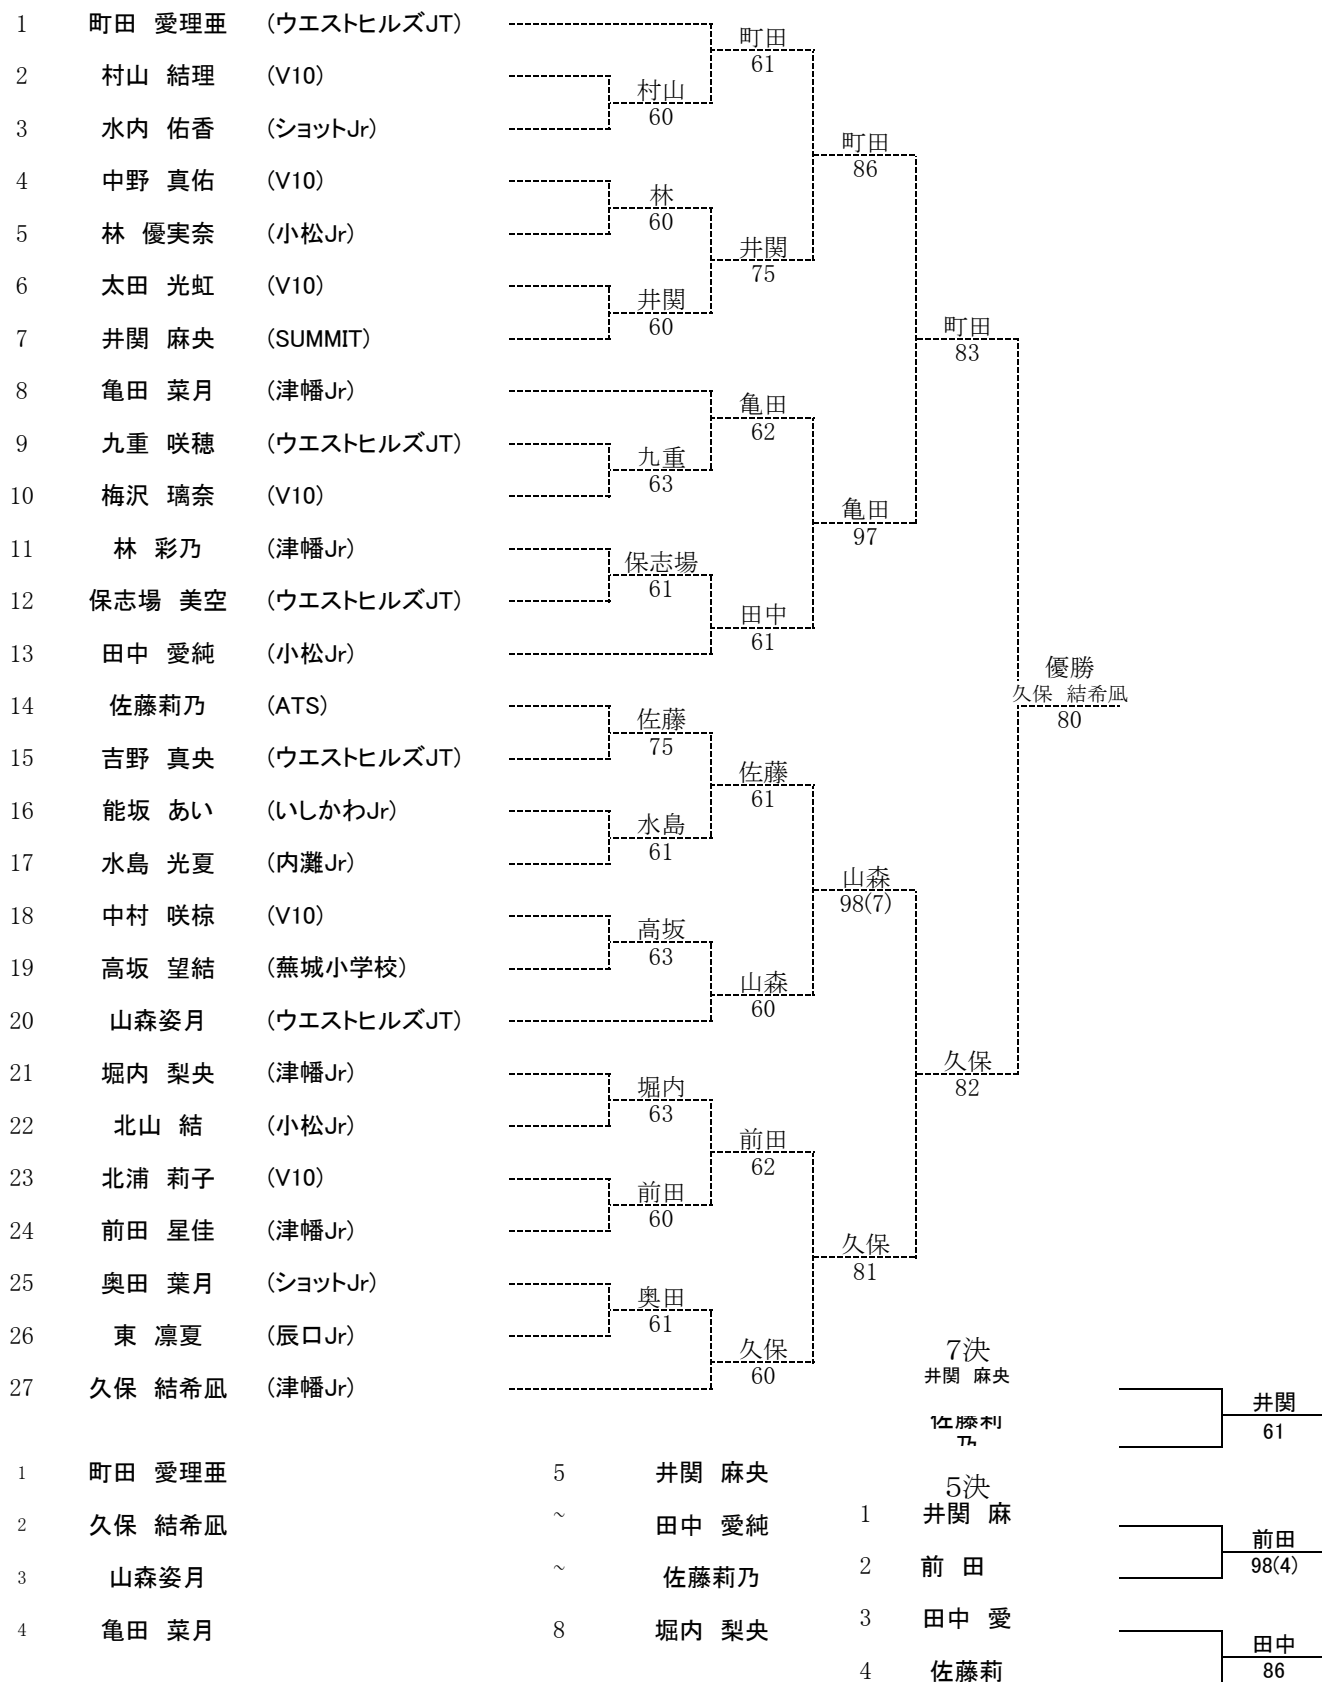 1 町田 愛理亜 (ウエストヒルズJT)
町田
61
2 村山 結理 (V10)
村山
60
3 水内 佑香 (ショットJr)
町田
86
4 中野 真佑 (V10)
林
60
5 林 優実奈 (小松Jr)
井関
75
6 太田 光虹 (V10)
井関
60
7 井関 麻央 (SUMMIT)
町田
83
8 亀田 菜月 (津幡Jr)
亀田
62
9 九重 咲穂 (ウエストヒルズJT)
九重
63
10 梅沢 璃奈 (V10)
亀田
97
11 林 彩乃 (津幡Jr)
保志場
61
12 保志場 美空 (ウエストヒルズJT)
田中
61
13 田中 愛純 (小松Jr)
優勝
久保 結希凪
80
14 佐藤莉乃 (ATS)
佐藤
75
15 吉野 真央 (ウエストヒルズJT)
佐藤
61
16 能坂 あい (いしかわJr)
水島
61
17 水島 光夏 (内灘Jr)
山森
98(7)
18 中村 咲椋 (V10)
高坂
63
19 高坂 望結 (蕪城小学校)
山森
60
20 山森姿月 (ウエストヒルズJT)
久保
82
21 堀内 梨央 (津幡Jr)
堀内
63
22 北山 結 (小松Jr)
前田
62
23 北浦 莉子 (V10)
前田
60
24 前田 星佳 (津幡Jr)
久保
81
25 奥田 葉月 (ショットJr)
奥田
61
26 東 凛夏 (辰口Jr)
久保
60
27 久保 結希凪 (津幡Jr)
7決
井関 麻央
佐藤莉
乃
井関
61
1 町田 愛理亜 5 井関 麻央
2 久保 結希凪 ~ 田中 愛純
3 山森姿月 ~ 佐藤莉乃
4 亀田 菜月 8 堀内 梨央
5決
1 井関 麻
2 前 田
前田
98(4)
3 田中 愛
4 佐藤莉
田中
86